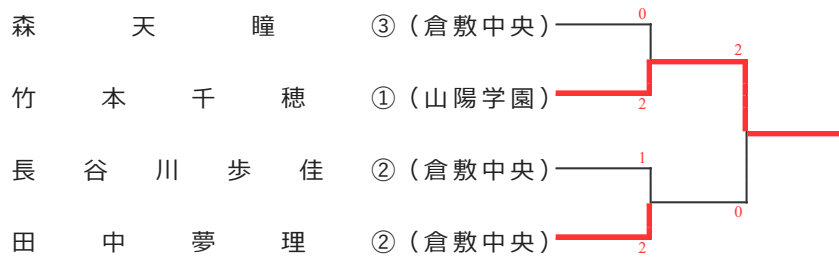 森天瞳 ③(倉敷中央) 0
2
竹本千穂 ①(山陽学園) 2
長谷川歩佳 ②(倉敷中央) 1
0
田中夢理 ②(倉敷中央) 2